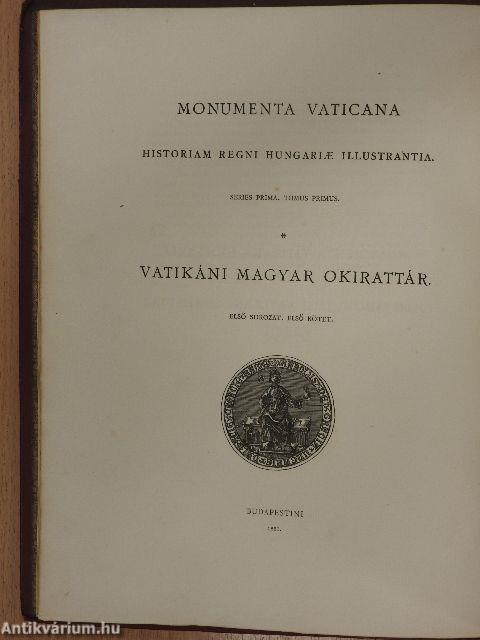 MONUMENTA VATICANA
HISTORIAM REGNI HUNGARIÆ ILLUSTRANTIA.
SERIES PRIMA. TOMUS PRIMUS.
*
VATIKÁNI MAGYAR OKIRATTÁR.
ELSŐ SOROZAT. ELSŐ KÖTET.
BUDAPESTINI
Antikvárium.hu